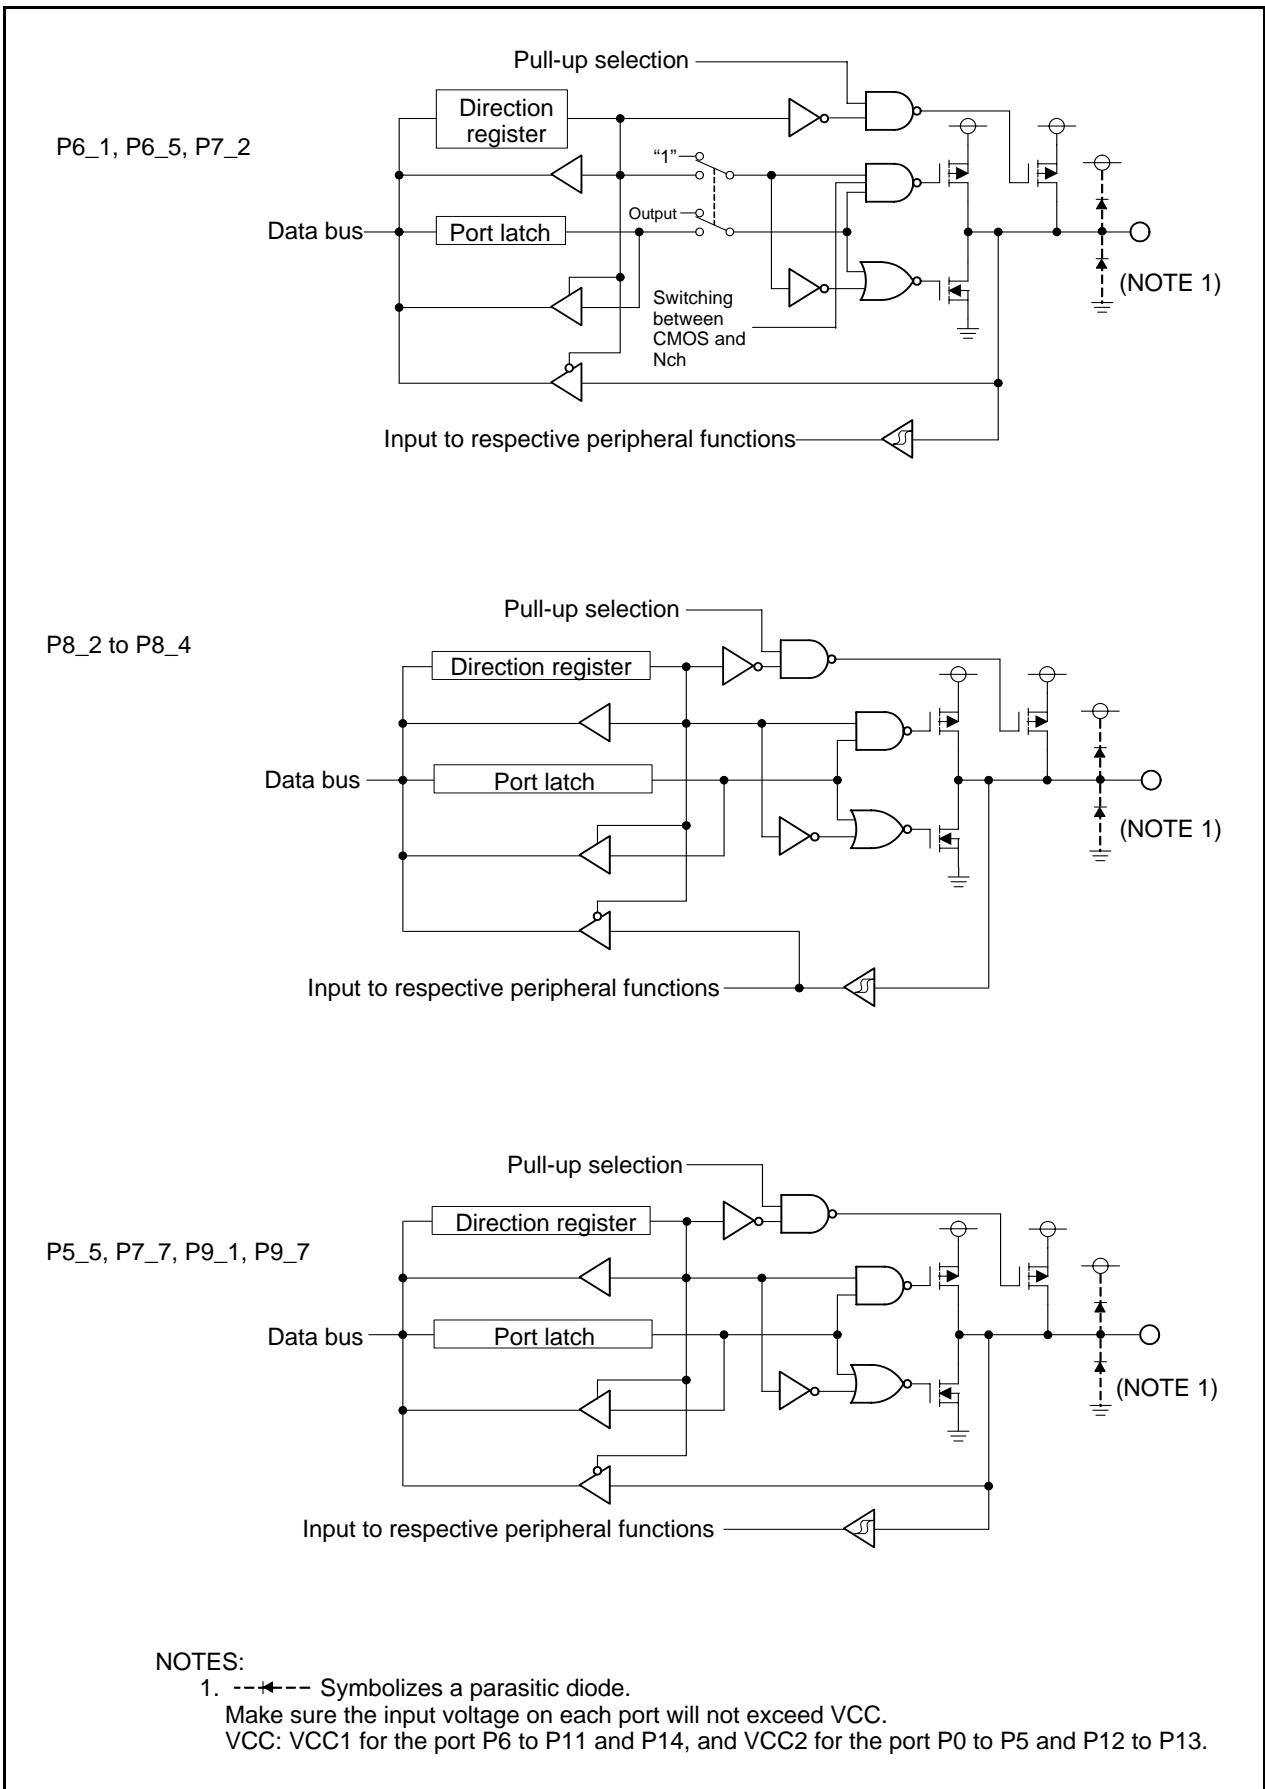 Pull-up selection
Direction
register
P6_1, P6_5, P7_2
“1”
Output
Data bus
Port latch
(NOTE 1)
Switching
between
CMOS and
Nch
Input to respective peripheral functions
Pull-up selection
P8_2 to P8_4
Direction register
Data bus
Port latch
(NOTE 1)
Input to respective peripheral functions
Pull-up selection
Direction register
P5_5, P7_7, P9_1, P9_7
Data bus
Port latch
(NOTE 1)
Input to respective peripheral functions
NOTES:
1. Symbolizes a parasitic diode.
Make sure the input voltage on each port will not exceed VCC.
VCC: VCC1 for the port P6 to P11 and P14, and VCC2 for the port P0 to P5 and P12 to P13.